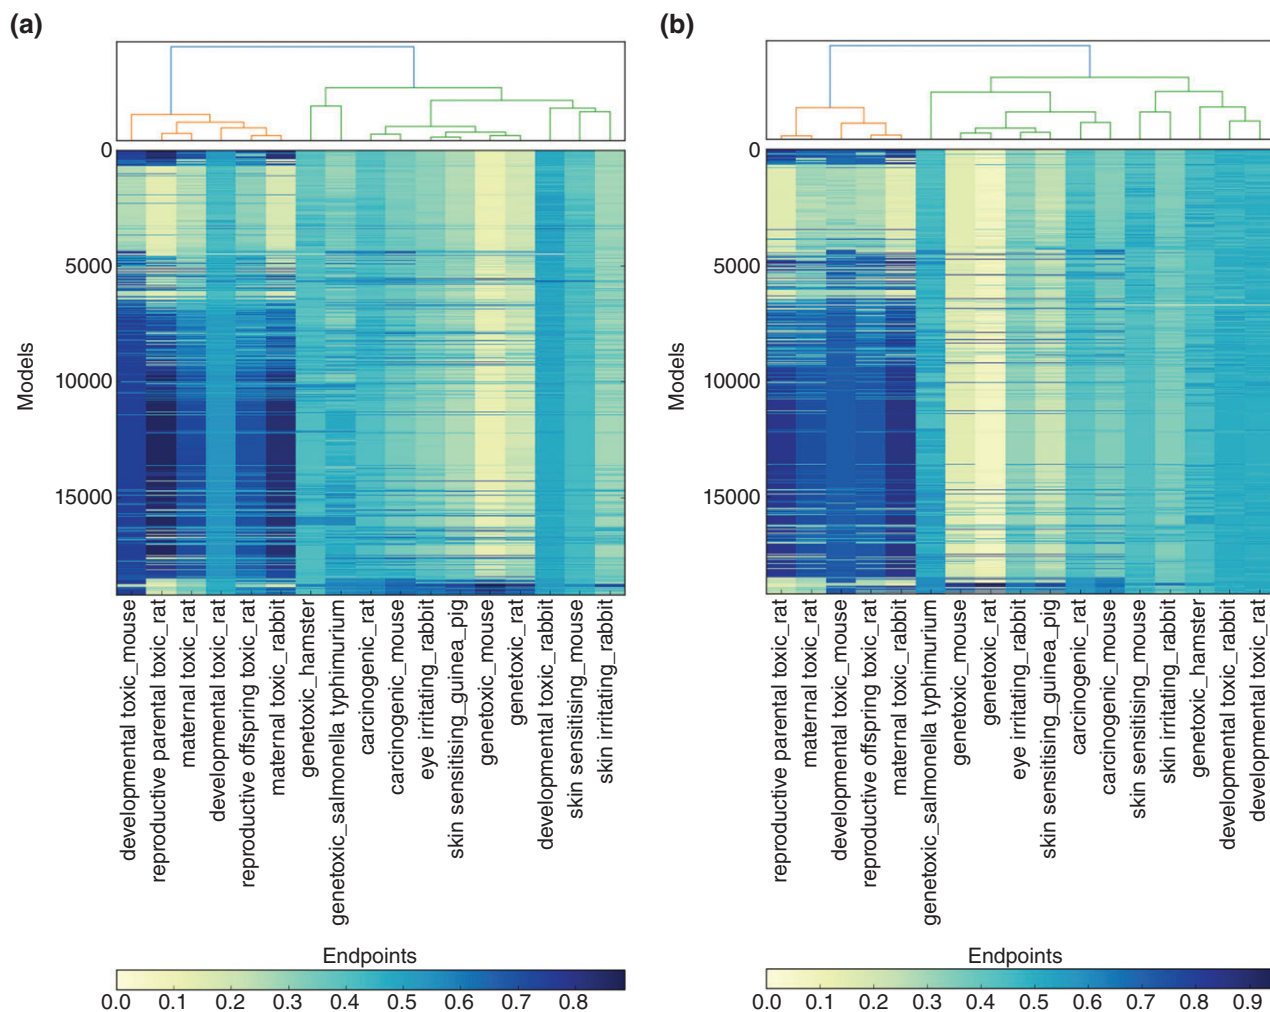 (a)
0
5000
10000
15000
Models
developmental toxic_mouse
reproductive parental toxic_rat
maternal toxic_rat
developmental toxic_rat
reproductive offspring toxic_rat
maternal toxic_rabbit
genetoxic_hamster
genetoxic_salmonella typhimurium
carcinogenic_rat
carcinogenic_mouse
eye irritating_rabbit
skin sensitising_guinea_pig
genetoxic_mouse
genetoxic_rat
developmental toxic_rabbit
skin sensitising_mouse
skin irritating_rabbit
Endpoints
0.0 0.1 0.2 0.3 0.4 0.5 0.6 0.7 0.8
(b)
0
5000
10000
15000
Models
reproductive parental toxic_rat
maternal toxic_rat
developmental toxic_mouse
reproductive offspring toxic_rat
maternal toxic_rabbit
genetoxic_salmonella typhimurium
genetoxic_mouse
genetoxic_rat
eye irritating_rabbit
skin sensitising_guinea_pig
carcinogenic_rat
carcinogenic_mouse
skin sensitising_mouse
skin irritating_rabbit
genetoxic_hamster
developmental toxic_rabbit
developmental toxic_rat
Endpoints
0.0 0.1 0.2 0.3 0.4 0.5 0.6 0.7 0.8 0.9